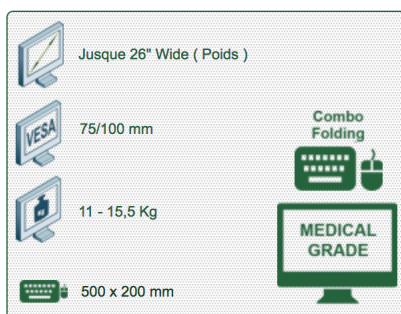 Jusque 26" Wide ( Poids )
VESA
75/100 mm
Combo
Folding
KG
11 - 15,5 Kg
MEDICAL
GRADE
500 x 200 mm